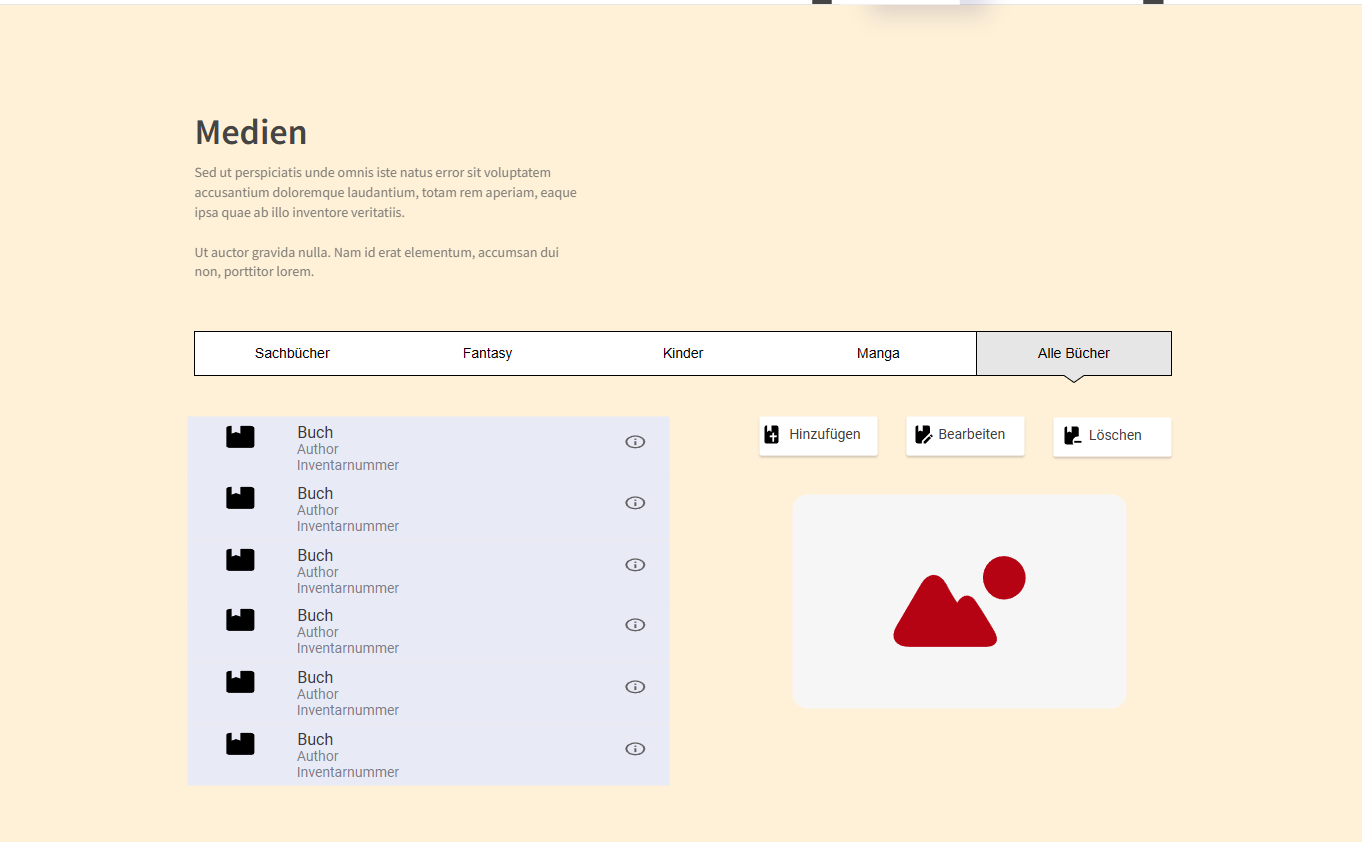 Medien
Sed ut perspiciatis unde omnis iste natus error sit voluptatem
accusantium doloremque laudantium, totam rem aperiam, eaque
ipsa quae ab illo inventore veritatiis.
Ut auctor gravida nulla. Nam id erat elementum, accumsan dui
non, porttitor lorem.
Sachbücher Fantasy Kinder Manga Alle Bücher
Buch
Author
Inventarnummer
Buch
Author
Inventarnummer
Buch
Author
Inventarnummer
Buch
Author
Inventarnummer
Buch
Author
Inventarnummer
Buch
Author
Inventarnummer
Hinzufügen Bearbeiten Löschen